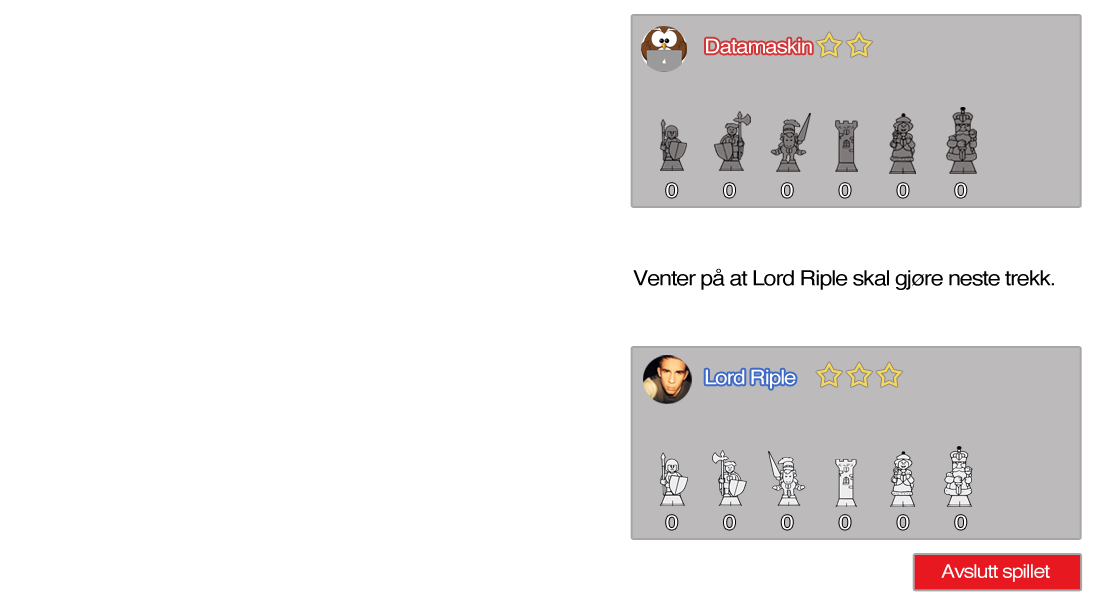 Datamaskin
0 0 0 0 0 0
Venter på at Lord Riple skal gjøre neste trekk.
Lord Riple
0 0 0 0 0 0
Avslutt spillet